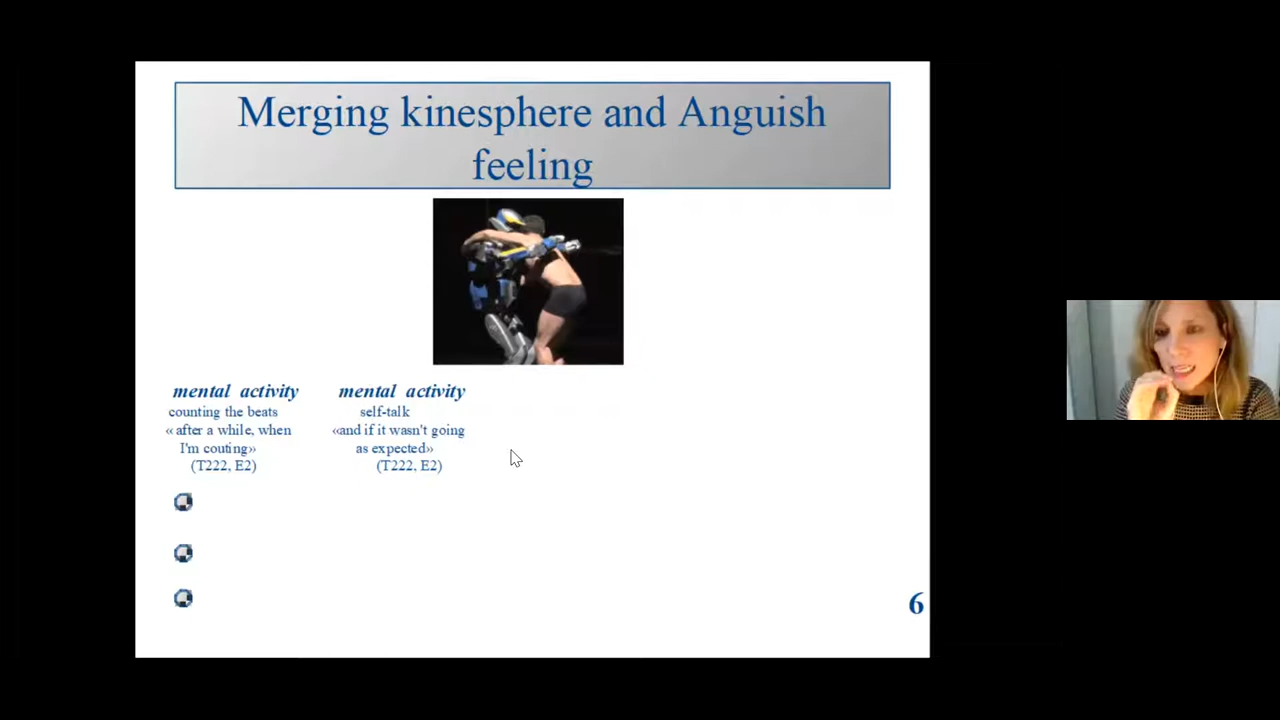 Merging kinesphere and Anguish
feeling
mental activity
counting the beats
« after a while, when
I'm couting»
(T222, E2)
mental activity
self-talk
«and if it wasn't going
as expected»
(T222, E2)
6